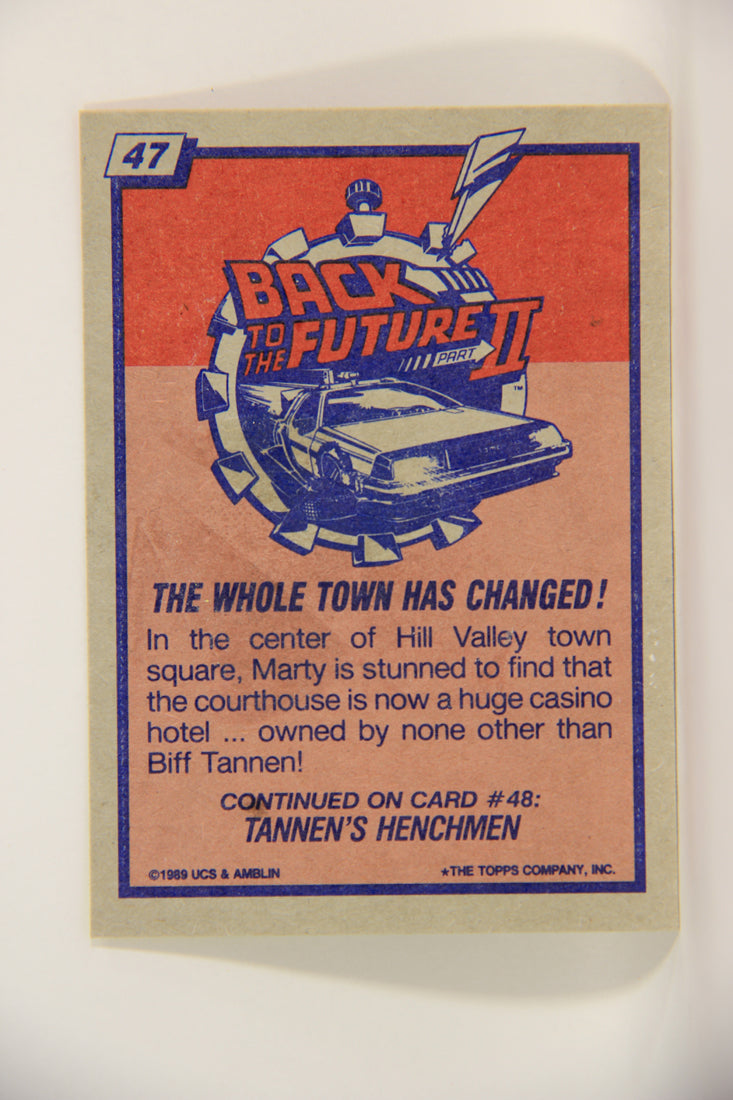 47
BACK
TO
THE FUTURE
PART II
™
THE WHOLE TOWN HAS CHANGED!
In the center of Hill Valley town
square, Marty is stunned to find that
the courthouse is now a huge casino
hotel ... owned by none other than
Biff Tannen!
CONTINUED ON CARD #48:
TANNEN'S HENCHMEN
©1989 UCS & AMBLIN
★THE TOPPS COMPANY, INC.